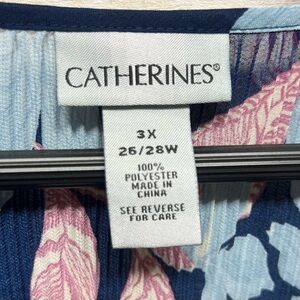 CATHERINES®
3X
26/28W
100%
POLYESTER
MADE IN
CHINA
SEE REVERSE
FOR CARE